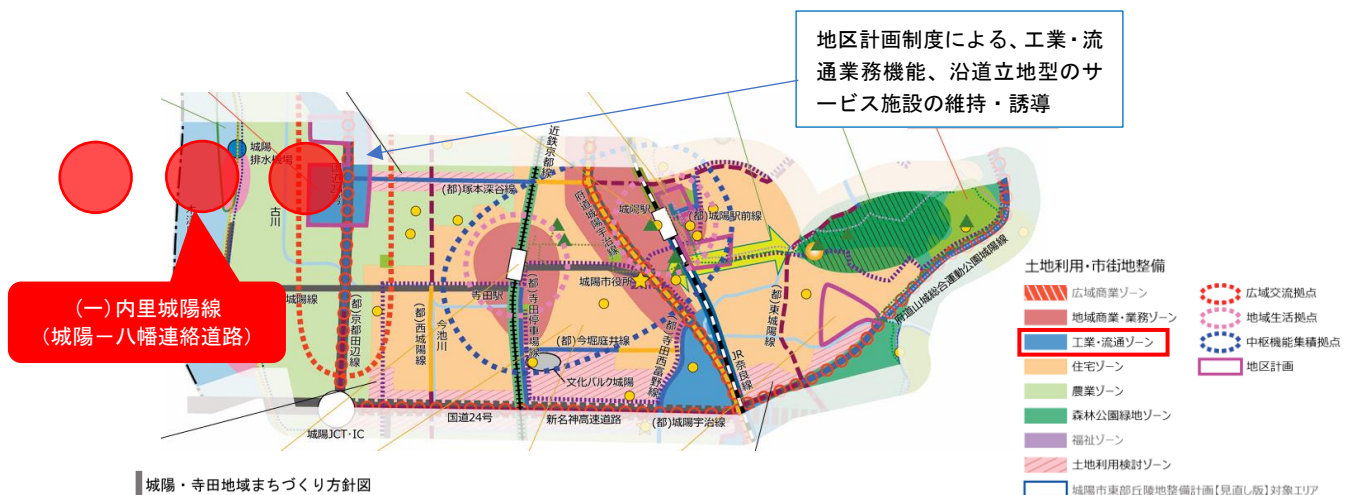 地区計画制度による、工業・流
通業務機能、沿道立地型のサ
ービス施設の維持・誘導
城陽
排水機場
古川
(都)塚本深谷線
近鉄京都線
府道城陽宇治線
城陽駅
(都)城陽駅前線
(一)内里城陽線
(城陽－八幡連絡道路)
城陽線
(都)京都田辺線
(都)西城陽線
今池川
寺田駅
(都)寺田停車場線
城陽市役所
(都)今堀庭井線
(都)寺田西富野線
文化パルク城陽
JR奈良線
(都)東城陽線
府道山城総合運動公園城陽線
国道24号
新名神高速道路
(都)城陽宇治線
城陽JCT・IC
城陽・寺田地域まちづくり方針図
土地利用・市街地整備
広域商業ゾーン
地域商業・業務ゾーン
工業・流通ゾーン
住宅ゾーン
農業ゾーン
森林公園緑地ゾーン
福祉ゾーン
土地利用検討ゾーン
城陽市東部丘陵地整備計画【見直し版】対象エリア
広域交流拠点
地域生活拠点
中枢機能集積拠点
地区計画